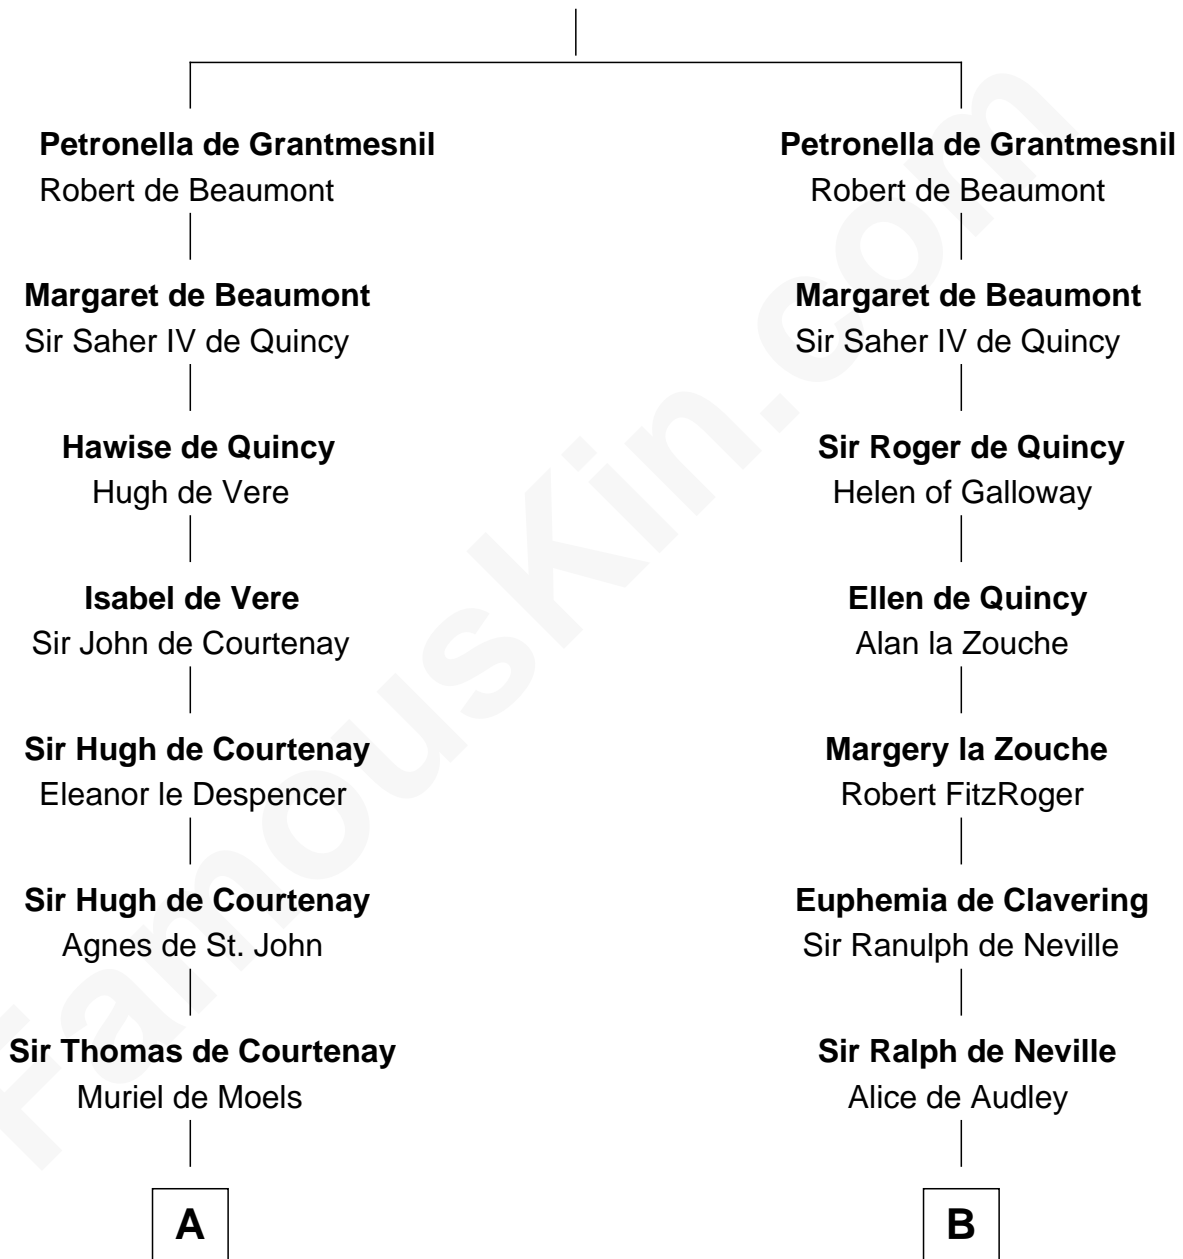 Petronella de Grantmesnil
Robert de Beaumont
Margaret de Beaumont
Sir Saher IV de Quincy
Hawise de Quincy
Hugh de Vere
Isabel de Vere
Sir John de Courtenay
Sir Hugh de Courtenay
Eleanor le Despencer
Sir Hugh de Courtenay
Agnes de St. John
Sir Thomas de Courtenay
Muriel de Moels
A
Petronella de Grantmesnil
Robert de Beaumont
Margaret de Beaumont
Sir Saher IV de Quincy
Sir Roger de Quincy
Helen of Galloway
Ellen de Quincy
Alan la Zouche
Margery la Zouche
Robert FitzRoger
Euphemia de Clavering
Sir Ranulph de Neville
Sir Ralph de Neville
Alice de Audley
B
FamousKin.com